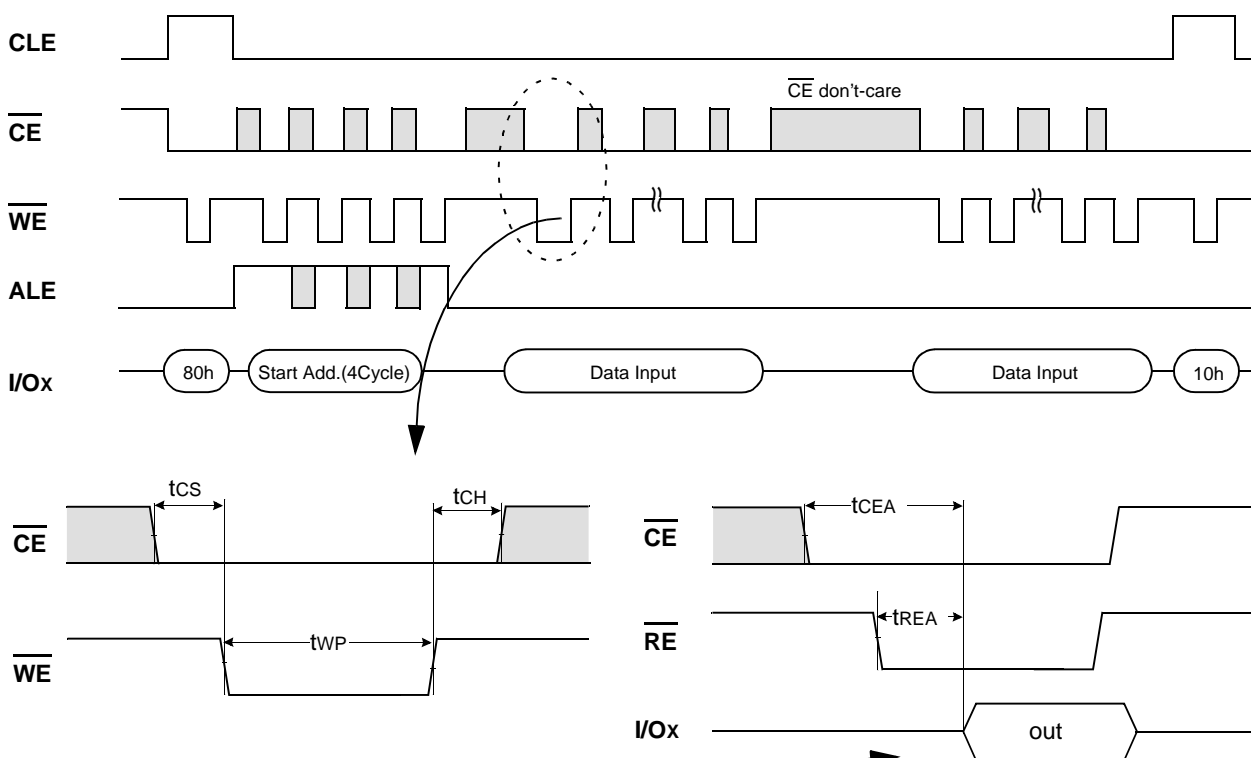 CLE
CE don't-care
CE
WE
ALE
I/Ox 80h Start Add.(4Cycle) Data Input Data Input 10h
tCS tCH
CE
tWP
WE
tCEA
CE
tREA
RE
I/Ox out